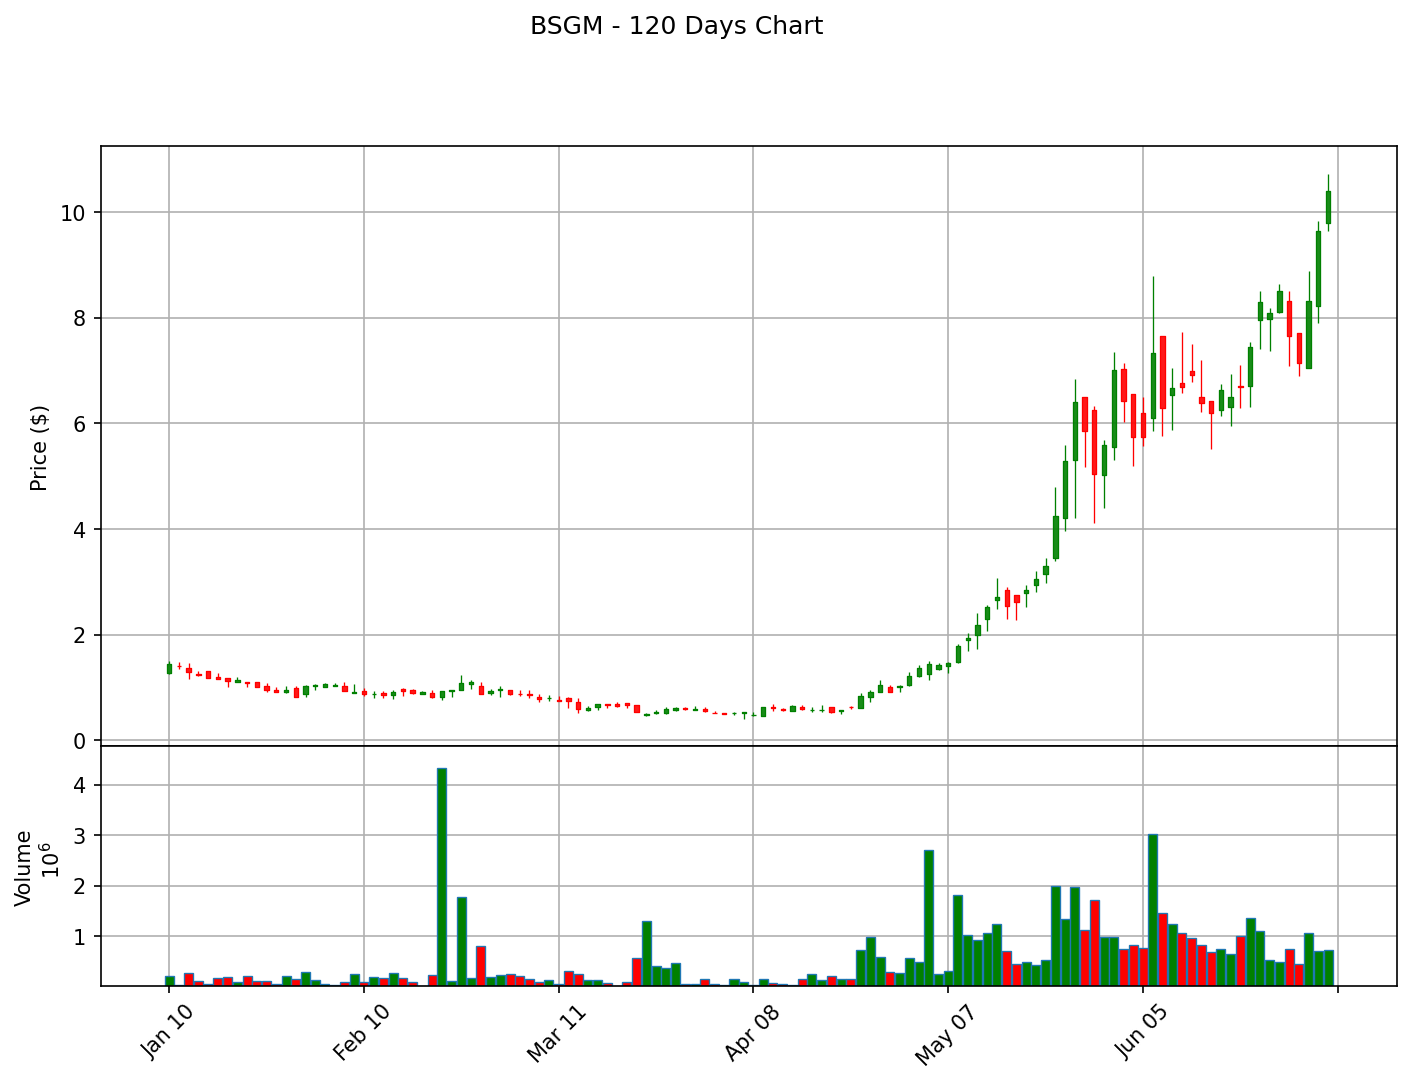 BSGM - 120 Days Chart
Price ($)
10
8
6
4
2
0
Volume
10⁶
4
3
2
1
Jan 10
Feb 10
Mar 11
Apr 08
May 07
Jun 05